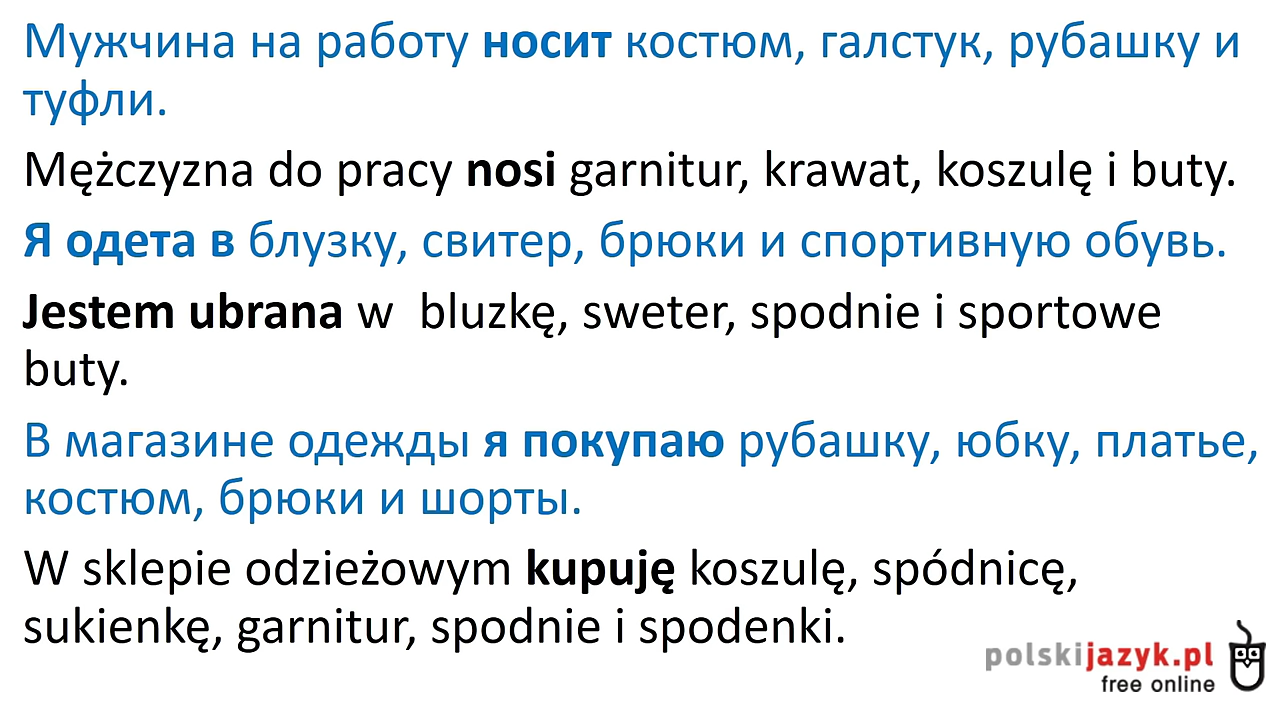 Мужчина на работу носит костюм, галстук, рубашку и
туфли.
Mężczyzna do pracy nosi garnitur, krawat, koszulę i buty.
Я одета в блузку, свитер, брюки и спортивную обувь.
Jestem ubrana w  bluzkę, sweter, spodnie i sportowe
buty.
В магазине одежды я покупаю рубашку, юбку, платье,
костюм, брюки и шорты.
W sklepie odzieżowym kupuję koszulę, spódnicę,
sukienkę, garnitur, spodnie i spodenki.
polskijazyk.pl
free online